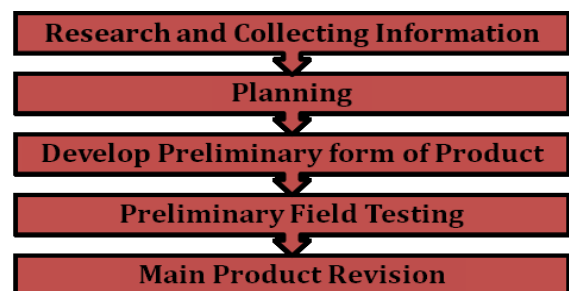 Research and Collecting Information
Planning
Develop Preliminary form of Product
Preliminary Field Testing
Main Product Revision